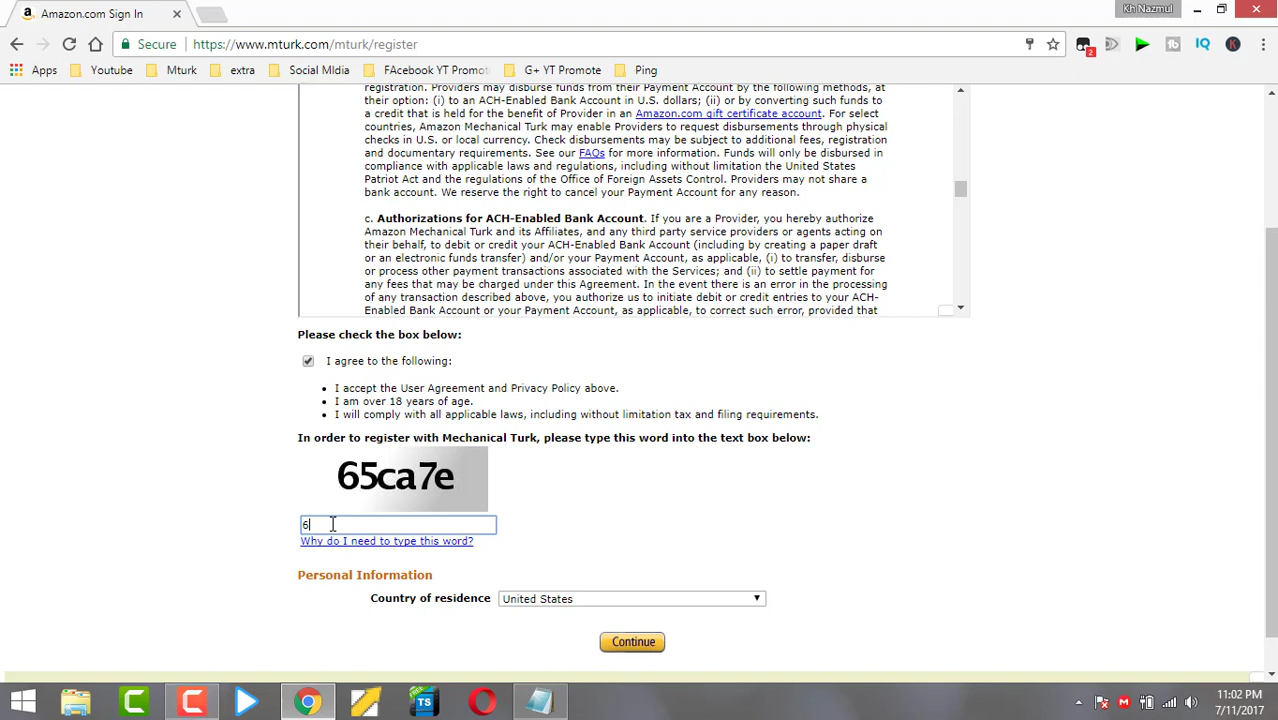 Amazon.com Sign In
Kh Nazmul
Secure
https://www.mturk.com/mturk/register
2
IQ
K
Apps
Youtube
Mturk
extra
Social MIdia
FAcebook YT Promot
G+ YT Promote
Ping
registration. Providers may disburse funds from their Payment Account by the following methods, at
their option: (i) to an ACH-Enabled Bank Account in U.S. dollars; (ii) or by converting such funds to
a credit that is held for the benefit of Provider in an Amazon.com gift certificate account. For select
countries, Amazon Mechanical Turk may enable Providers to request disbursements through physical
checks in U.S. or local currency. Check disbursements may be subject to additional fees, registration
and documentary requirements. See our FAQs for more information. Funds will only be disbursed in
compliance with applicable laws and regulations, including without limitation the United States
Patriot Act and the regulations of the Office of Foreign Assets Control. Providers may not share a
bank account. We reserve the right to cancel your Payment Account for any reason.
c. Authorizations for ACH-Enabled Bank Account. If you are a Provider, you hereby authorize
Amazon Mechanical Turk and its Affiliates, and any third party service providers or agents acting on
their behalf, to debit or credit your ACH-Enabled Bank Account (including by creating a paper draft
or an electronic funds transfer) and/or your Payment Account, as applicable, (i) to transfer, disburse
or process other payment transactions associated with the Services; and (ii) to settle payment for
any fees that may be charged under this Agreement. In the event there is an error in the processing
of any transaction described above, you authorize us to initiate debit or credit entries to your ACH-
Enabled Bank Account or your Payment Account, as applicable, to correct such error, provided that
Please check the box below:
I agree to the following:
• I accept the User Agreement and Privacy Policy above.
• I am over 18 years of age.
• I will comply with all applicable laws, including without limitation tax and filing requirements.
In order to register with Mechanical Turk, please type this word into the text box below:
65ca7e
6
Why do I need to type this word?
Personal Information
Country of residence
United States
Continue
TS
11:02 PM
7/11/2017